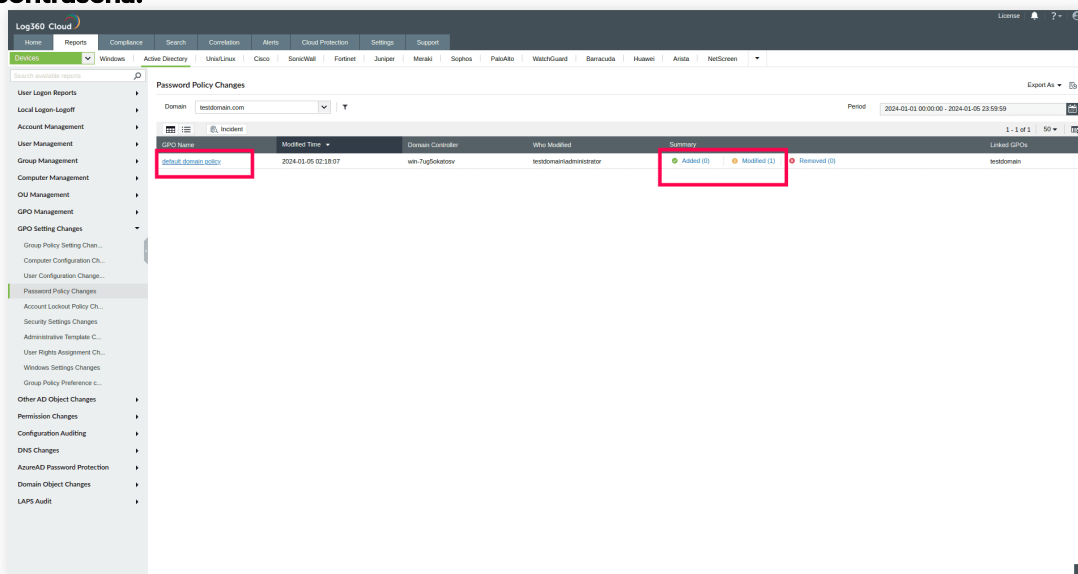 contraseña.
Log360 Cloud
License ?
Home Reports Compliance Search Correlation Alerts Cloud Protection Settings Support
Devices Windows Active Directory Unix/Linux Cisco SonicWall Fortinet Juniper Meraki Sophos PaloAlto WatchGuard Barracuda Huawei Arista NetScreen
Search available reports
User Logon Reports
Local Logon-Logoff
Account Management
User Management
Group Management
Computer Management
OU Management
GPO Management
GPO Setting Changes
Group Policy Setting Chan...
Computer Configuration Ch...
User Configuration Change...
Password Policy Changes
Account Lockout Policy Ch...
Security Settings Changes
Administrative Template C...
User Rights Assignment Ch...
Windows Settings Changes
Group Policy Preference c...
Other AD Object Changes
Permission Changes
Configuration Auditing
DNS Changes
AzureAD Password Protection
Domain Object Changes
LAPS Audit
Password Policy Changes
Export As
Domain testdomain.com
Period 2024-01-01 00:00:00 - 2024-01-05 23:59:59
Incident
1 - 1 of 1 50
GPO Name Modified Time Domain Controller Who Modified Summary Linked GPOs
default domain policy 2024-01-05 02:18:07 win-7ug5okatosv testdomain\administrator Added (0) Modified (1) Removed (0) testdomain